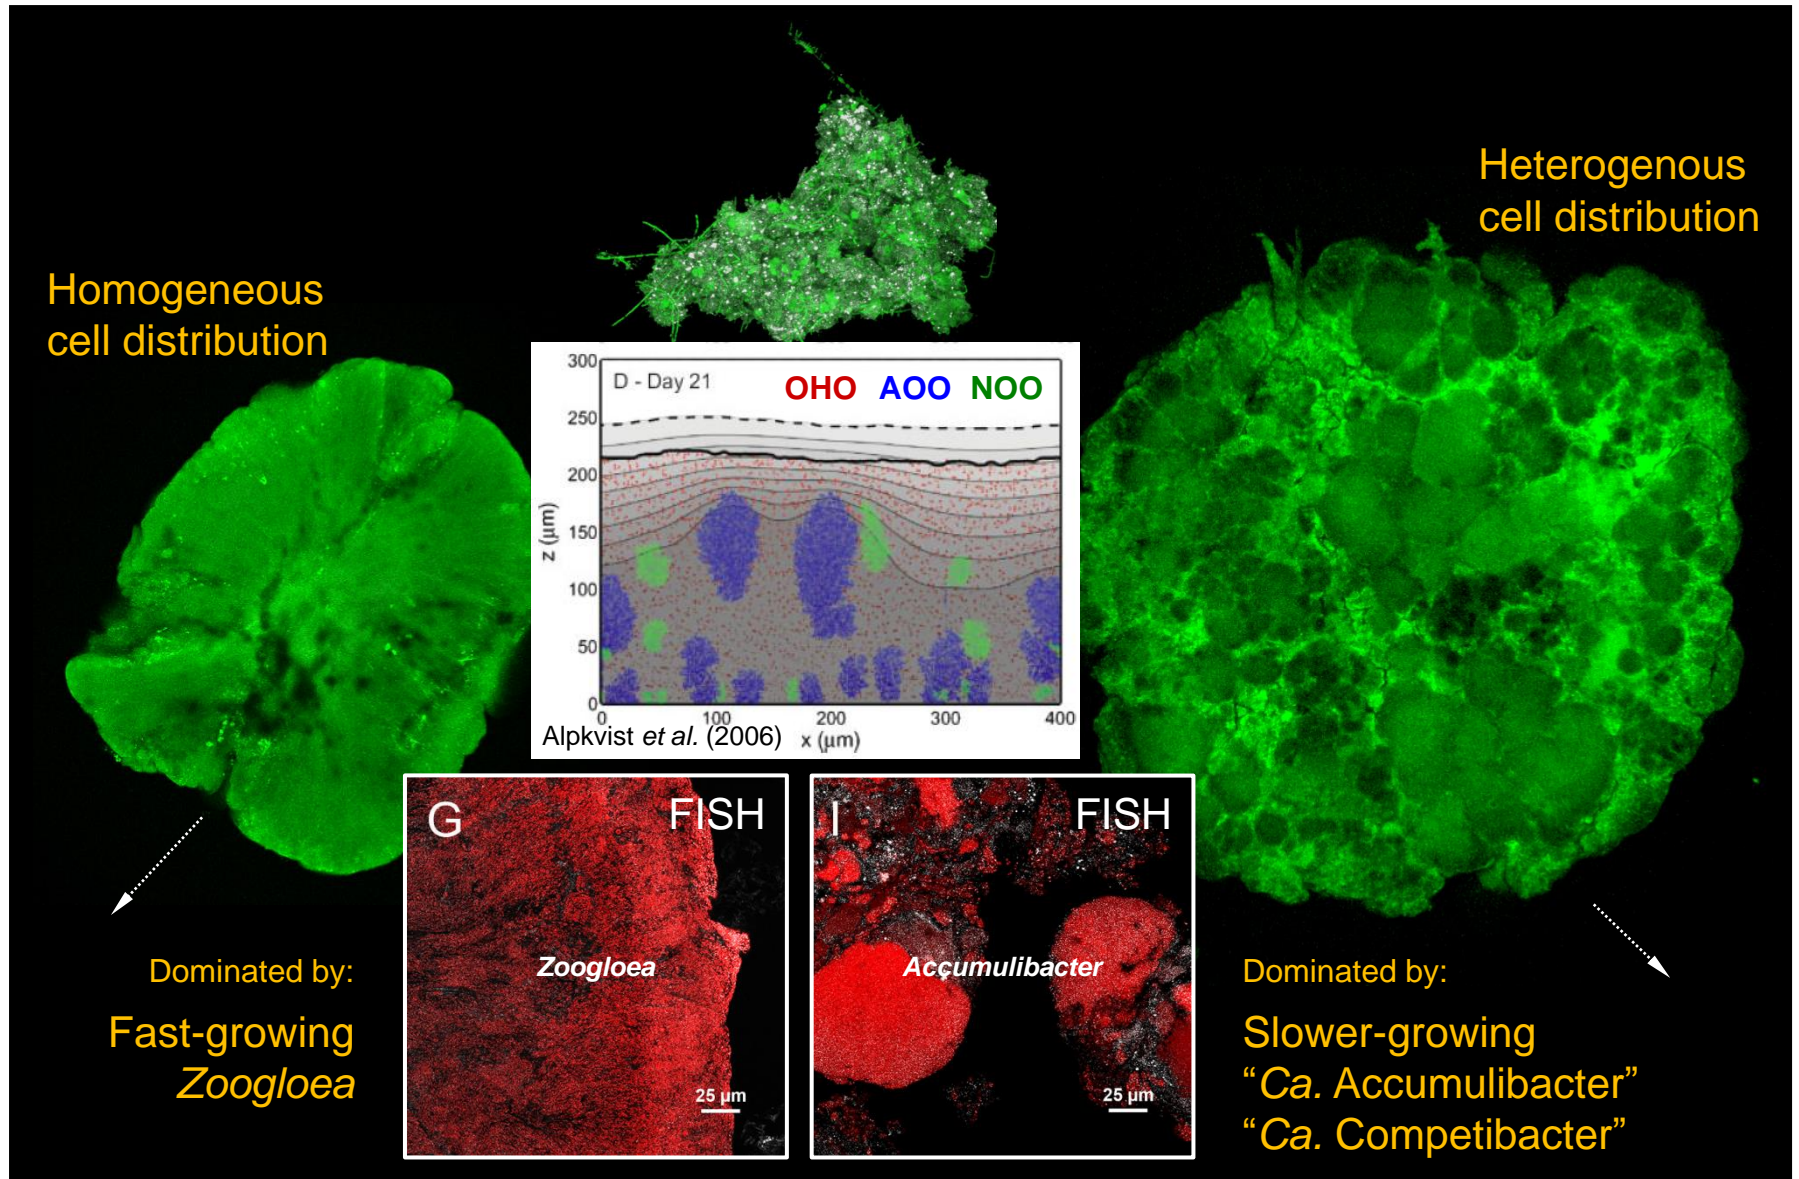 Heterogenous
cell distribution
Homogeneous
cell distribution
D - Day 21
OHO AOO NOO
300
250
200
150
100
50
0
z (µm)
0 100 200 300 400
x (µm)
Alpkvist et al. (2006)
G FISH
Zoogloea
25 µm
I FISH
Accumulibacter
25 µm
Dominated by:
Fast-growing
Zoogloea
Dominated by:
Slower-growing
“Ca. Accumulibacter”
“Ca. Competibacter”